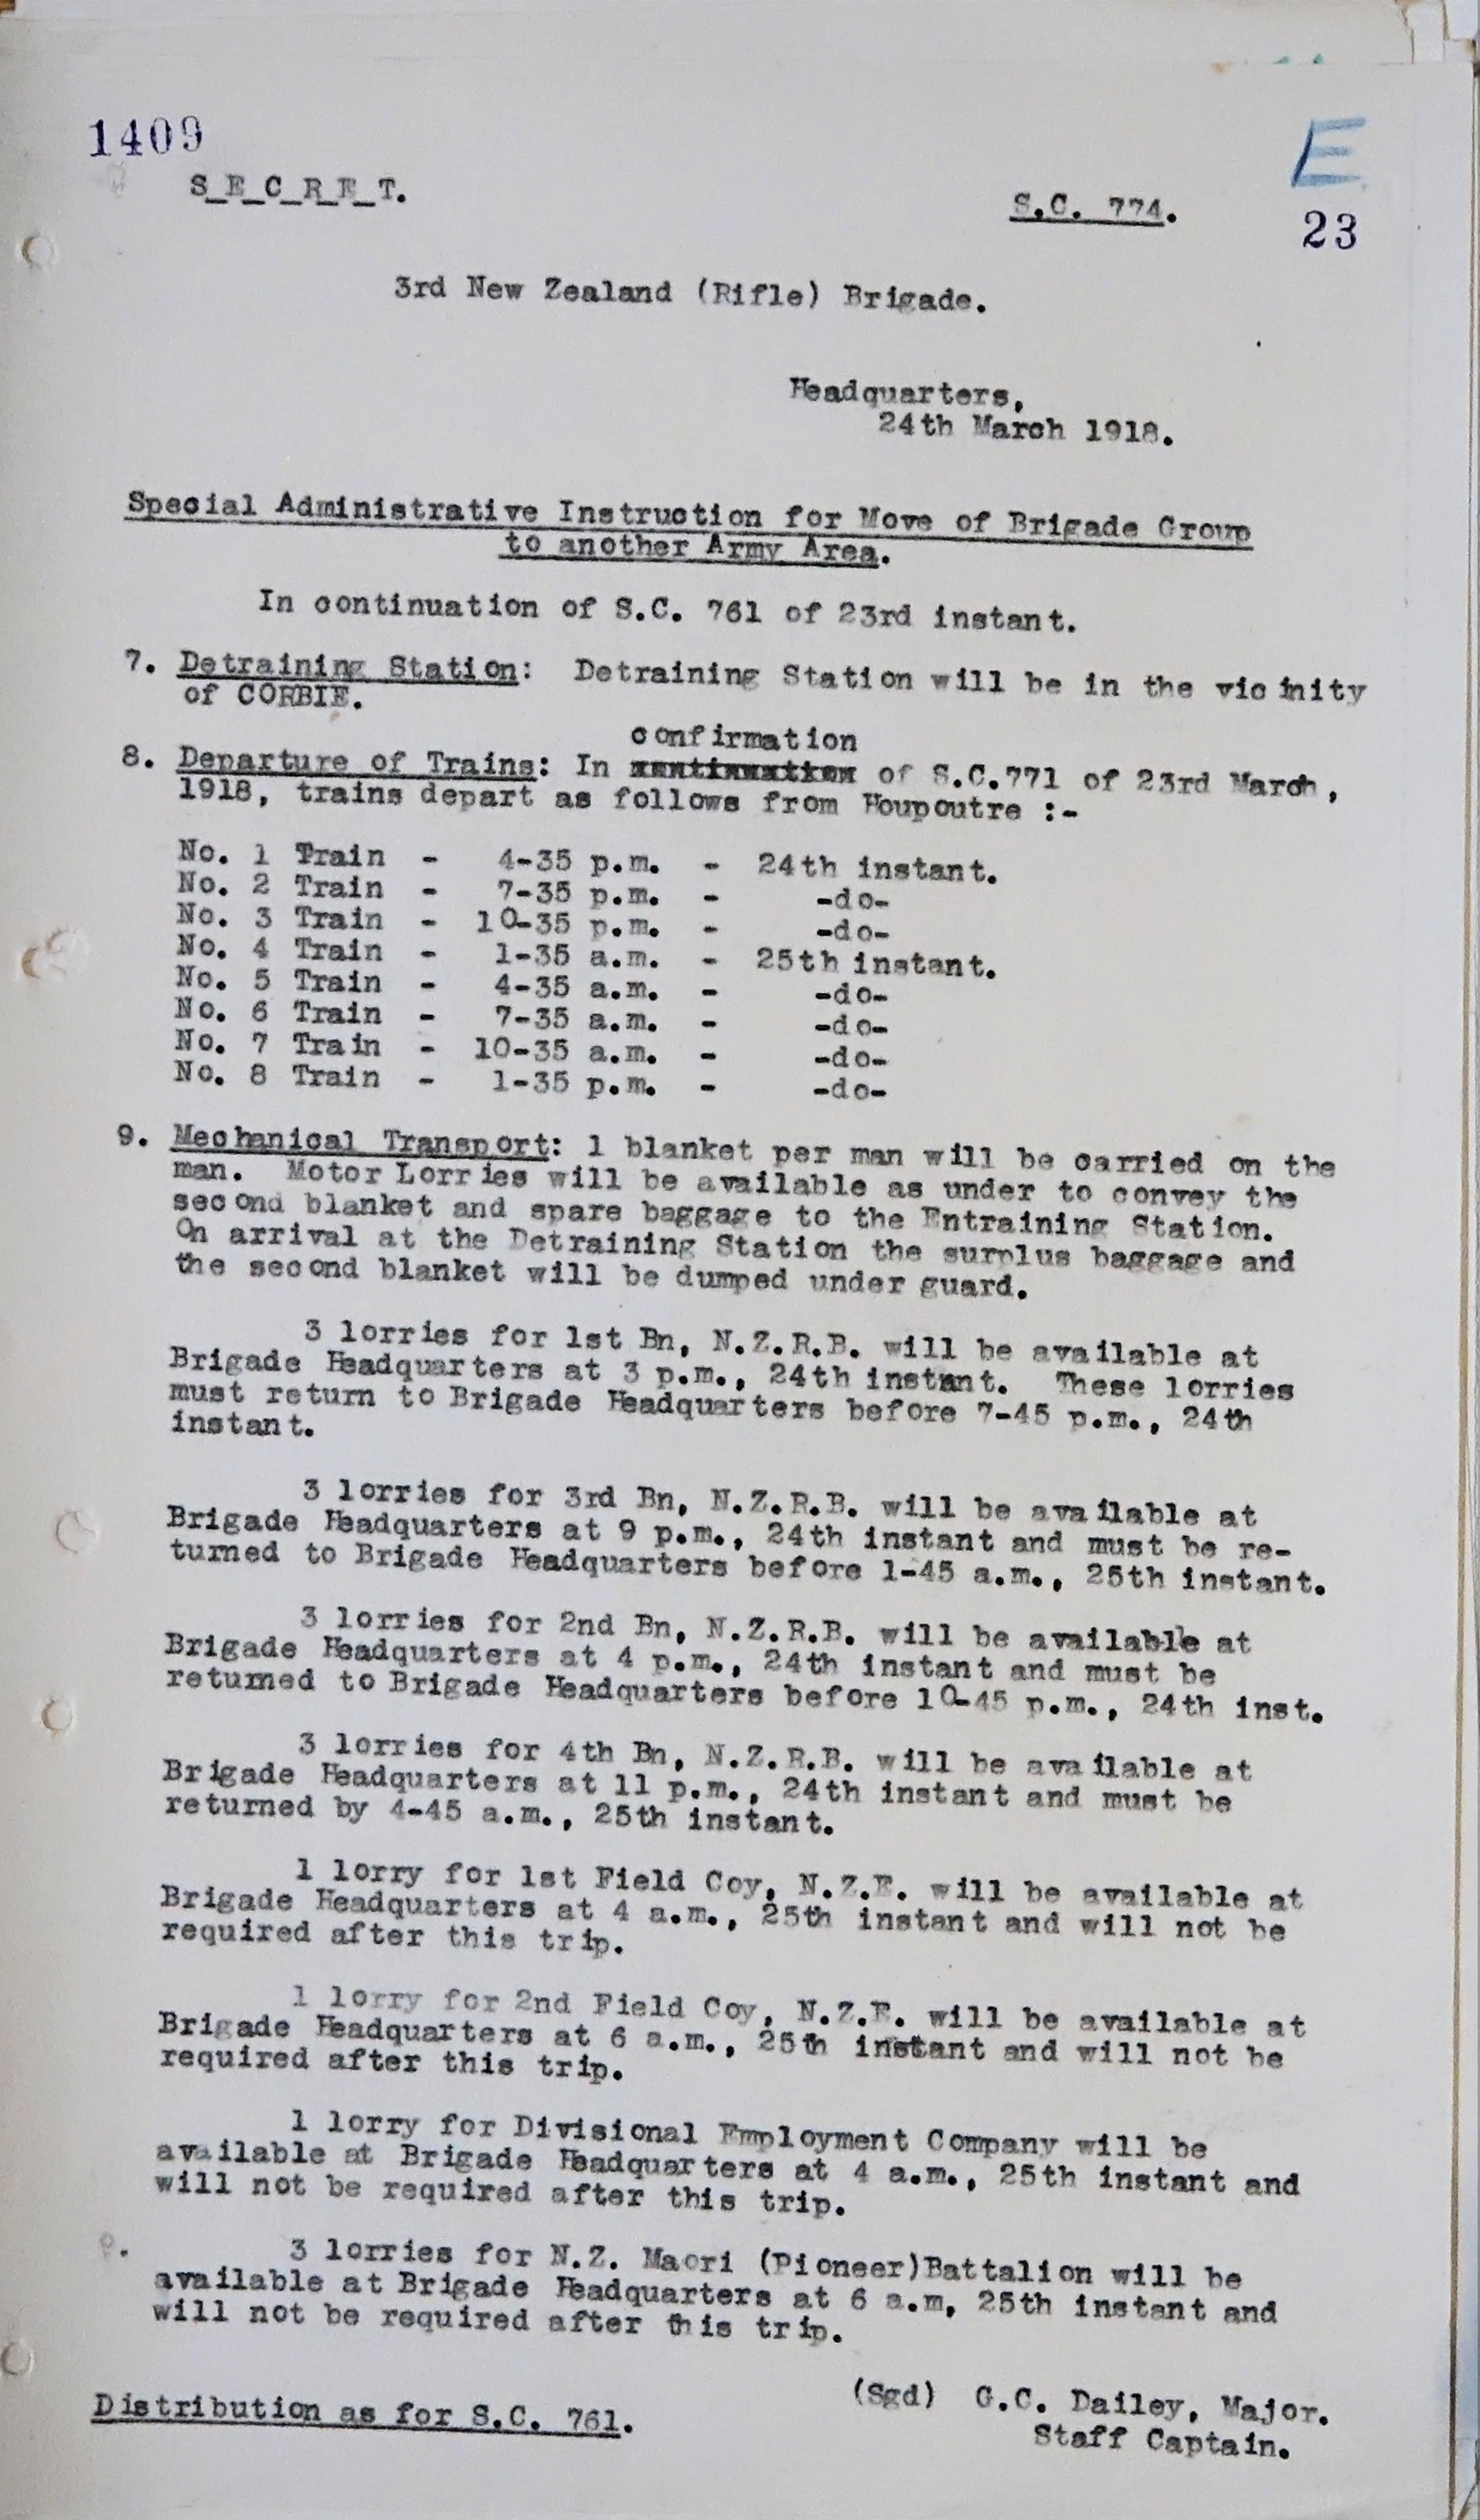 1409
E
S_E_C_R_E_T.
S.C. 774.
23
3rd New Zealand (Rifle) Brigade.
Headquarters,
24th March 1918.
Special Administrative Instruction for Move of Brigade Group
to another Army Area.
In continuation of S.C. 761 of 23rd instant.
7. Detraining Station: Detraining Station will be in the vicinity
of CORBIE.
confirmation
8. Departure of Trains: In continuation of S.C.771 of 23rd March,
1918, trains depart as follows from Houpoutre :-
No. 1 Train - 4-35 p.m. - 24th instant.
No. 2 Train - 7-35 p.m. - -do-
No. 3 Train - 10-35 p.m. - -do-
No. 4 Train - 1-35 a.m. - 25th instant.
No. 5 Train - 4-35 a.m. - -do-
No. 6 Train - 7-35 a.m. - -do-
No. 7 Train - 10-35 a.m. - -do-
No. 8 Train - 1-35 p.m. - -do-
9. Mechanical Transport: 1 blanket per man will be carried on the
man. Motor Lorries will be available as under to convey the
second blanket and spare baggage to the Entraining Station.
On arrival at the Detraining Station the surplus baggage and
the second blanket will be dumped under guard.
3 lorries for 1st Bn, N.Z.R.B. will be available at
Brigade Headquarters at 3 p.m., 24th instant. These lorries
must return to Brigade Headquarters before 7-45 p.m., 24th
instant.
3 lorries for 3rd Bn, N.Z.R.B. will be available at
Brigade Headquarters at 9 p.m., 24th instant and must be re-
turned to Brigade Headquarters before 1-45 a.m., 25th instant.
3 lorries for 2nd Bn, N.Z.R.B. will be available at
Brigade Headquarters at 4 p.m., 24th instant and must be
returned to Brigade Headquarters before 10-45 p.m., 24th inst.
3 lorries for 4th Bn, N.Z.R.B. will be available at
Brigade Headquarters at 11 p.m., 24th instant and must be
returned by 4-45 a.m., 25th instant.
1 lorry for 1st Field Coy, N.Z.E. will be available at
Brigade Headquarters at 4 a.m., 25th instant and will not be
required after this trip.
1 lorry for 2nd Field Coy, N.Z.E. will be available at
Brigade Headquarters at 6 a.m., 25th instant and will not be
required after this trip.
1 lorry for Divisional Employment Company will be
available at Brigade Headquarters at 4 a.m., 25th instant and
will not be required after this trip.
3 lorries for N.Z. Maori (Pioneer)Battalion will be
available at Brigade Headquarters at 6 a.m, 25th instant and
will not be required after this trip.
(Sgd) G.C. Dailey, Major.
Staff Captain.
Distribution as for S.C. 761.